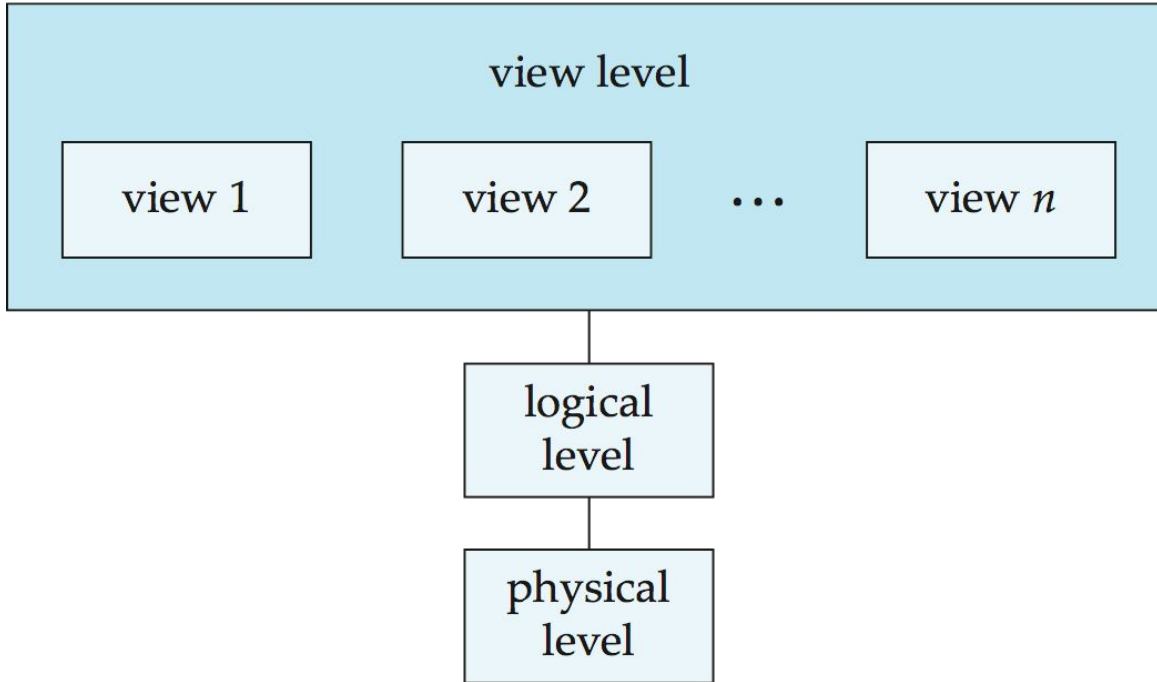 view level
view 1
view 2
...
view n
logical
level
physical
level